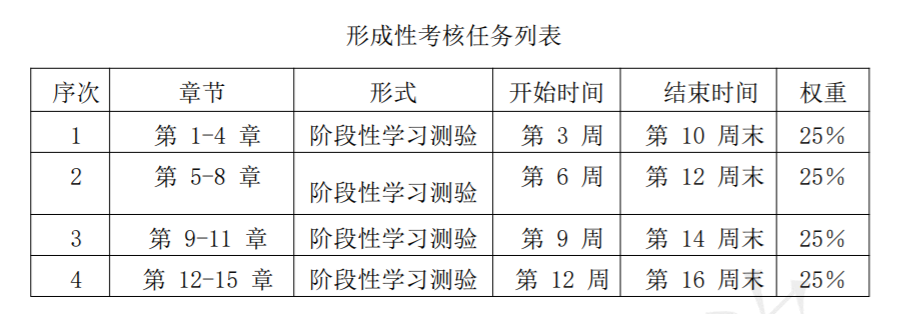 形成性考核任务列表
序次 章节 形式 开始时间 结束时间 权重
1 第 1-4 章 阶段性学习测验 第 3 周 第 10 周末 25%
2 第 5-8 章 阶段性学习测验 第 6 周 第 12 周末 25%
3 第 9-11 章 阶段性学习测验 第 9 周 第 14 周末 25%
4 第 12-15 章 阶段性学习测验 第 12 周 第 16 周末 25%